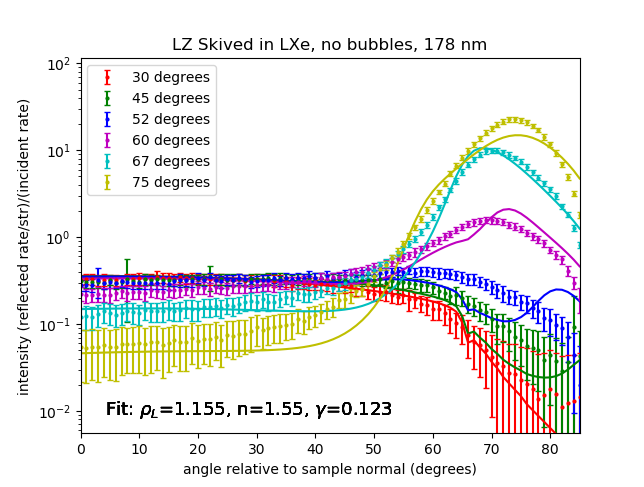 LZ Skived in LXe, no bubbles, 178 nm
intensity (reflected rate/str)/(incident rate)
10²
10¹
10⁰
10⁻¹
10⁻²
30 degrees
45 degrees
52 degrees
60 degrees
67 degrees
75 degrees
Fit: ρ_L=1.155, n=1.55, γ=0.123
0 10 20 30 40 50 60 70 80
angle relative to sample normal (degrees)